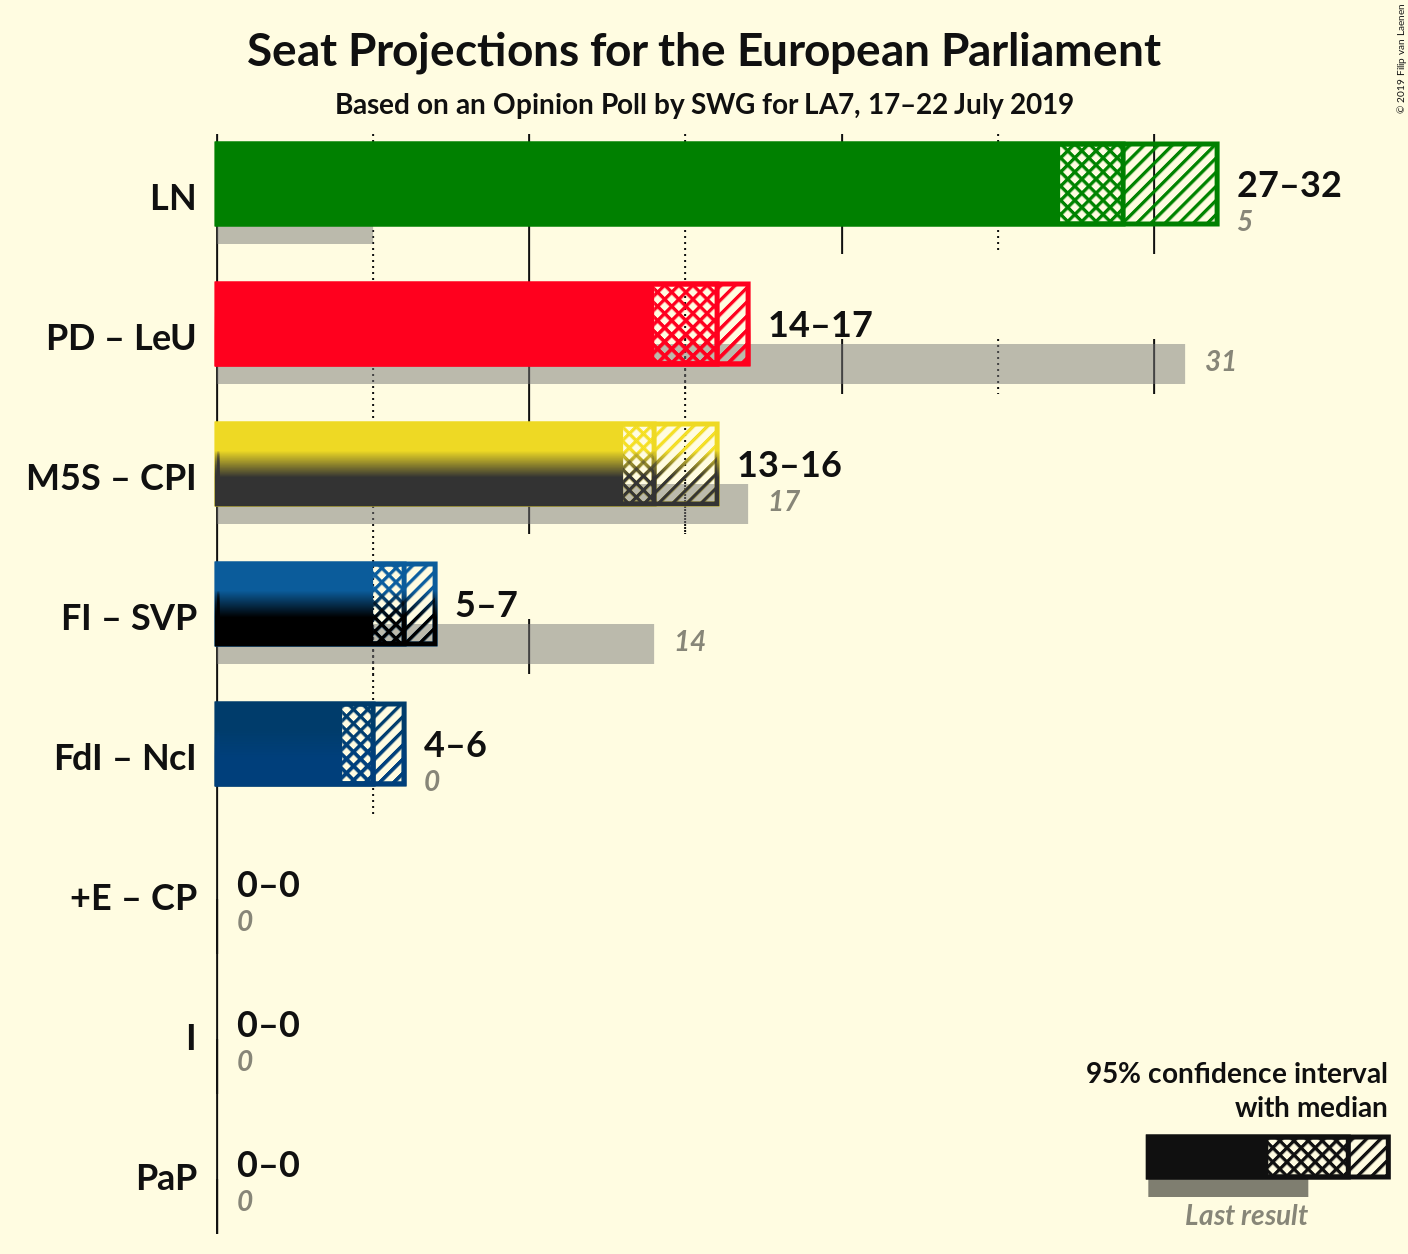 Seat Projections for the European Parliament
Based on an Opinion Poll by SWG for LA7, 17–22 July 2019
© 2019 Filip van Laenen
LN
27–32
5
PD – LeU
14–17
31
M5S – CPI
13–16
17
FI – SVP
5–7
14
FdI – NcI
4–6
0
+E – CP
0–0
0
I
0–0
0
PaP
0–0
0
95% confidence interval
with median
Last result